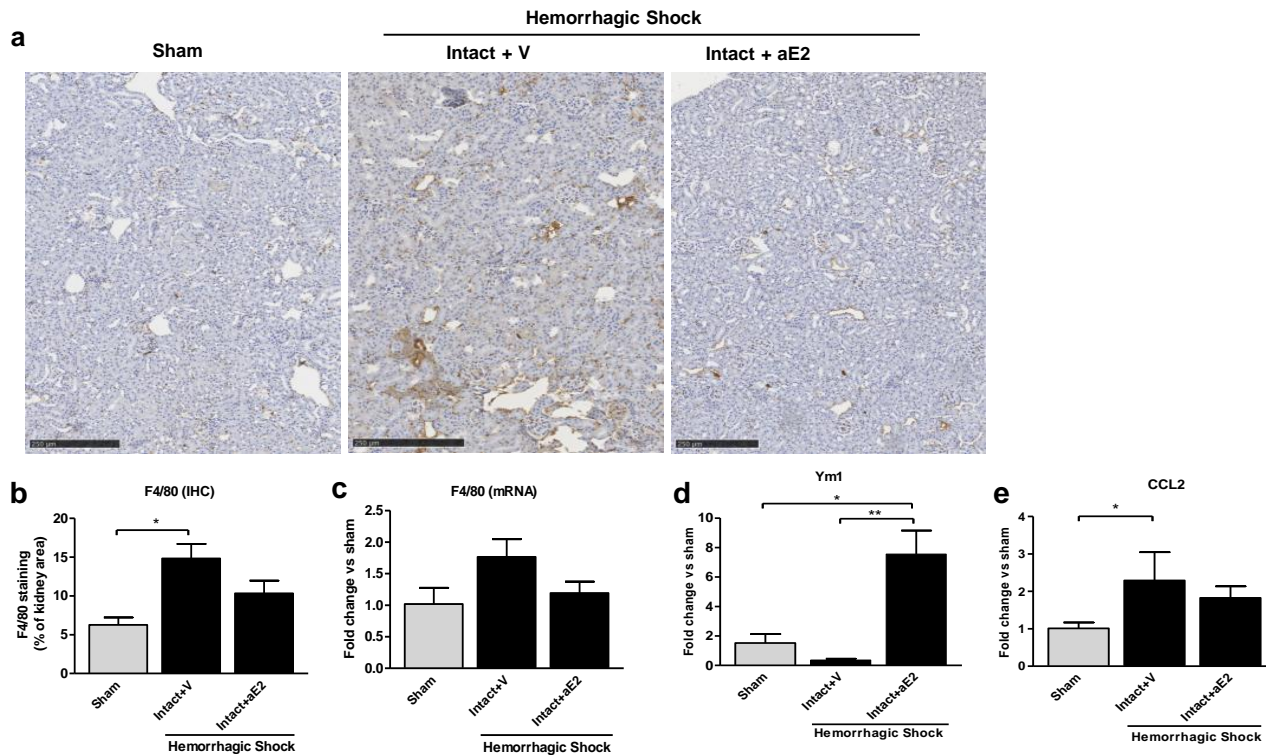 Hemorrhagic Shock
a
Sham
Intact + V
Intact + aE2
250 µm
250 µm
250 µm
b
F4/80 (IHC)
F4/80 staining
(% of kidney area)
20
15
10
5
0
*
Sham
Intact+V
Intact+aE2
Hemorrhagic Shock
c
F4/80 (mRNA)
Fold change vs sham
2.5
2.0
1.5
1.0
0.5
0.0
Sham
Intact+V
Intact+aE2
Hemorrhagic Shock
d
Ym1
Fold change vs sham
10
8
6
4
2
0
*
**
Sham
Intact+V
Intact+aE2
Hemorrhagic Shock
e
CCL2
Fold change vs sham
4
3
2
1
0
*
Sham
Intact+V
Intact+aE2
Hemorrhagic Shock